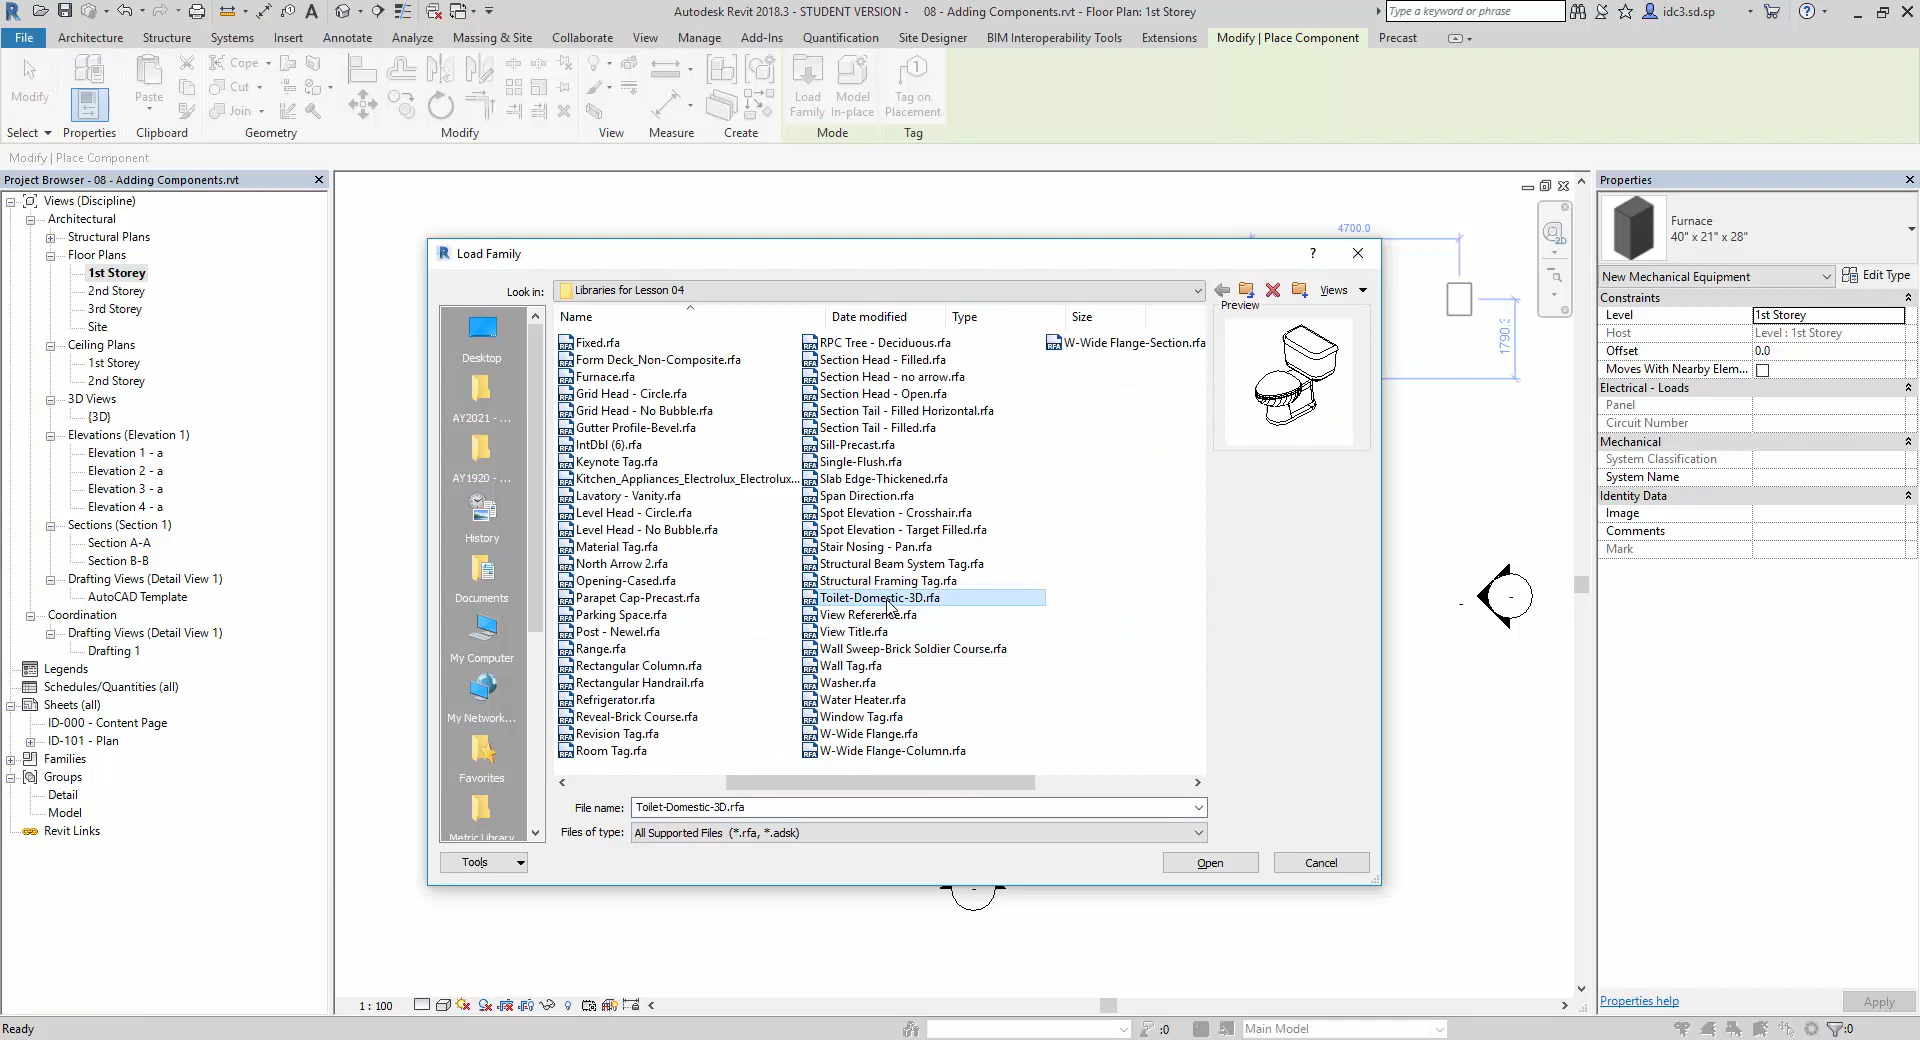 Autodesk Revit 2018.3 - STUDENT VERSION - 08 - Adding Components.rvt - Floor Plan: 1st Storey
Type a keyword or phrase
idc3.sd.sp
File Architecture Structure Systems Insert Annotate Analyze Massing & Site Collaborate View Manage Add-Ins Quantification Site Designer BIM Interoperability Tools Extensions Modify | Place Component Precast
Modify
Paste
Cope
Cut
Join
Load Family
Model In-place
Tag on Placement
Select Properties Clipboard Geometry Modify View Measure Create Mode Tag
Modify | Place Component
Project Browser - 08 - Adding Components.rvt
Views (Discipline)
Architectural
Structural Plans
Floor Plans
1st Storey
2nd Storey
3rd Storey
Site
Ceiling Plans
1st Storey
2nd Storey
3D Views
{3D}
Elevations (Elevation 1)
Elevation 1 - a
Elevation 2 - a
Elevation 3 - a
Elevation 4 - a
Sections (Section 1)
Section A-A
Section B-B
Drafting Views (Detail View 1)
AutoCAD Template
Coordination
Drafting Views (Detail View 1)
Drafting 1
Legends
Schedules/Quantities (all)
Sheets (all)
ID-000 - Content Page
ID-101 - Plan
Families
Groups
Detail
Model
Revit Links
Load Family
Look in: Libraries for Lesson 04
Views
Desktop
AY2021 - ...
AY1920 - ...
History
Documents
My Computer
My Network...
Favorites
Metric Library
Name Date modified Type Size
Fixed.rfa
Form Deck_Non-Composite.rfa
Furnace.rfa
Grid Head - Circle.rfa
Grid Head - No Bubble.rfa
Gutter Profile-Bevel.rfa
IntDbl (6).rfa
Keynote Tag.rfa
Kitchen_Appliances_Electrolux_Electrolux...
Lavatory - Vanity.rfa
Level Head - Circle.rfa
Level Head - No Bubble.rfa
Material Tag.rfa
North Arrow 2.rfa
Opening-Cased.rfa
Parapet Cap-Precast.rfa
Parking Space.rfa
Post - Newel.rfa
Range.rfa
Rectangular Column.rfa
Rectangular Handrail.rfa
Refrigerator.rfa
Reveal-Brick Course.rfa
Revision Tag.rfa
Room Tag.rfa
RPC Tree - Deciduous.rfa
Section Head - Filled.rfa
Section Head - no arrow.rfa
Section Head - Open.rfa
Section Tail - Filled Horizontal.rfa
Section Tail - Filled.rfa
Sill-Precast.rfa
Single-Flush.rfa
Slab Edge-Thickened.rfa
Span Direction.rfa
Spot Elevation - Crosshair.rfa
Spot Elevation - Target Filled.rfa
Stair Nosing - Pan.rfa
Structural Beam System Tag.rfa
Structural Framing Tag.rfa
Toilet-Domestic-3D.rfa
View Reference.rfa
View Title.rfa
Wall Sweep-Brick Soldier Course.rfa
Wall Tag.rfa
Washer.rfa
Water Heater.rfa
Window Tag.rfa
W-Wide Flange.rfa
W-Wide Flange-Column.rfa
W-Wide Flange-Section.rfa
Preview
File name: Toilet-Domestic-3D.rfa
Files of type: All Supported Files (*.rfa, *.adsk)
Tools
Open
Cancel
4700.0
1790.3
2D
Properties
Furnace
40" x 21" x 28"
New Mechanical Equipment
Edit Type
Constraints
Level 1st Storey
Host Level : 1st Storey
Offset 0.0
Moves With Nearby Elem...
Electrical - Loads
Panel
Circuit Number
Mechanical
System Classification
System Name
Identity Data
Image
Comments
Mark
Properties help
Apply
1 : 100
Ready
:0
Main Model
:0